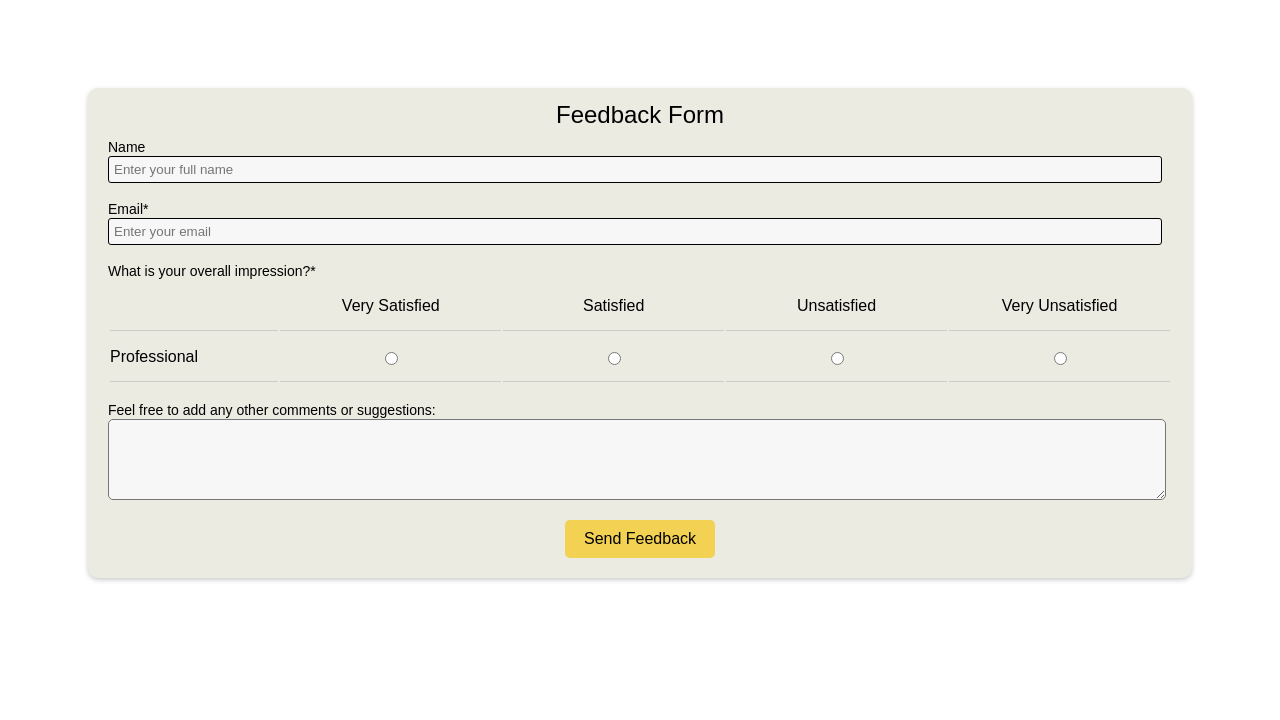 Feedback Form
Name
Enter your full name
Email*
Enter your email
What is your overall impression?*
Very Satisfied Satisfied Unsatisfied Very Unsatisfied
Professional
Feel free to add any other comments or suggestions:
Send Feedback